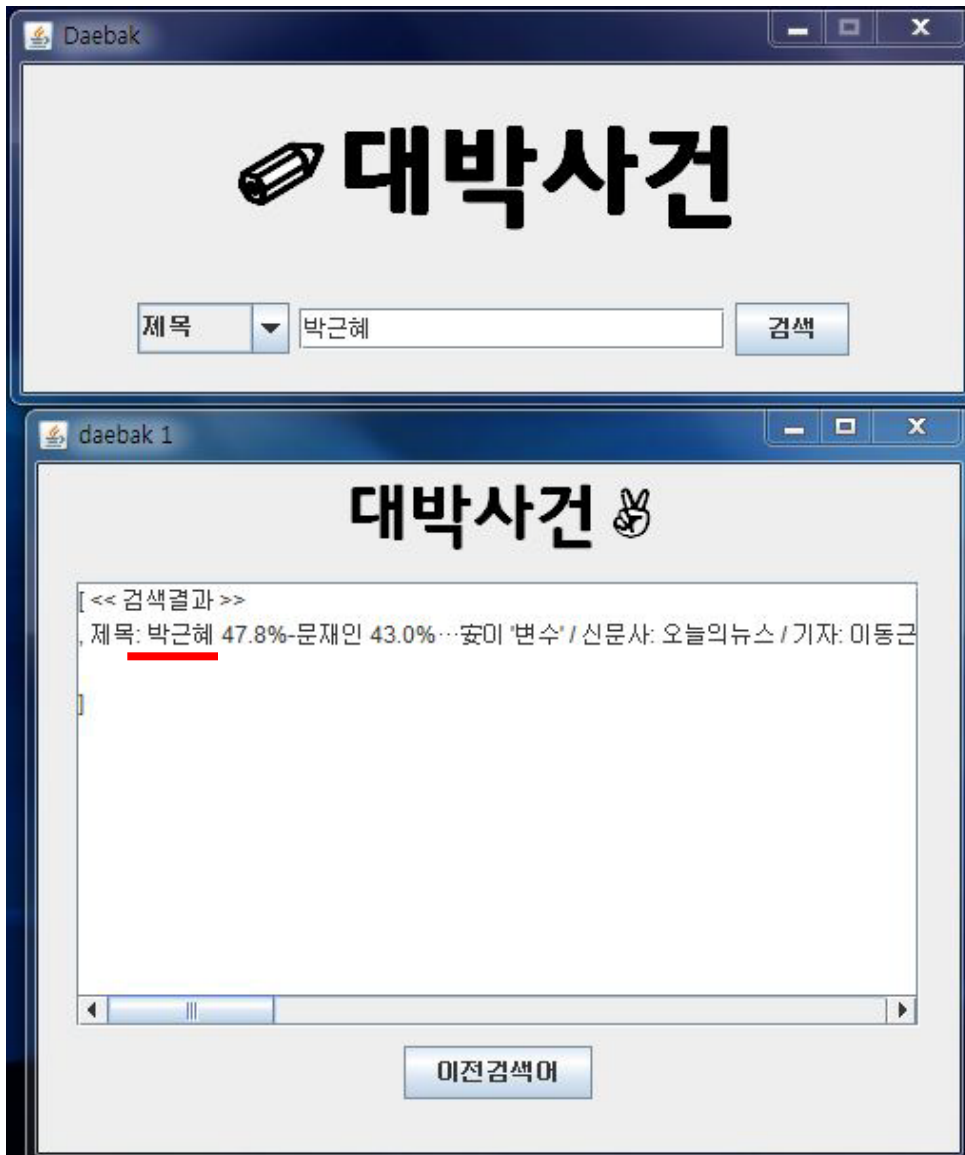 Daebak
대박사건
제목 박근혜 검색
daebak 1
대박사건
[ << 검색결과 >>
, 제목: 박근혜 47.8%-문재인 43.0%…安이 '변수' / 신문사: 오늘의뉴스 / 기자: 이동근
]
이전검색어